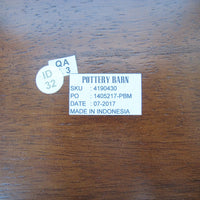 QA
3
ID
32
POTTERY BARN
SKU : 4190430
PO : 1405217-PBM
DATE : 07-2017
MADE IN INDONESIA